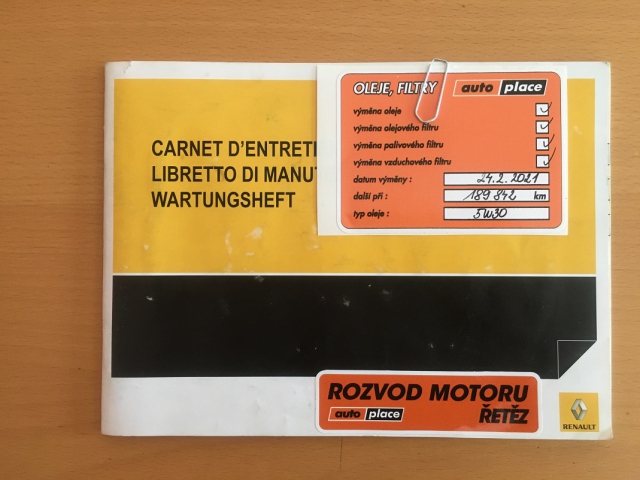 CARNET D'ENTRETI
LIBRETTO DI MANUT
WARTUNGSHEFT
OLEJE, FILTRY auto place
výměna oleje
výměna olejového filtru
výměna palivového filtru
výměna vzduchového filtru
datum výměny : 24.2.2021
další při : 189 842 km
typ oleje : 5W30
ROZVOD MOTORU
auto place ŘETĚZ
RENAULT